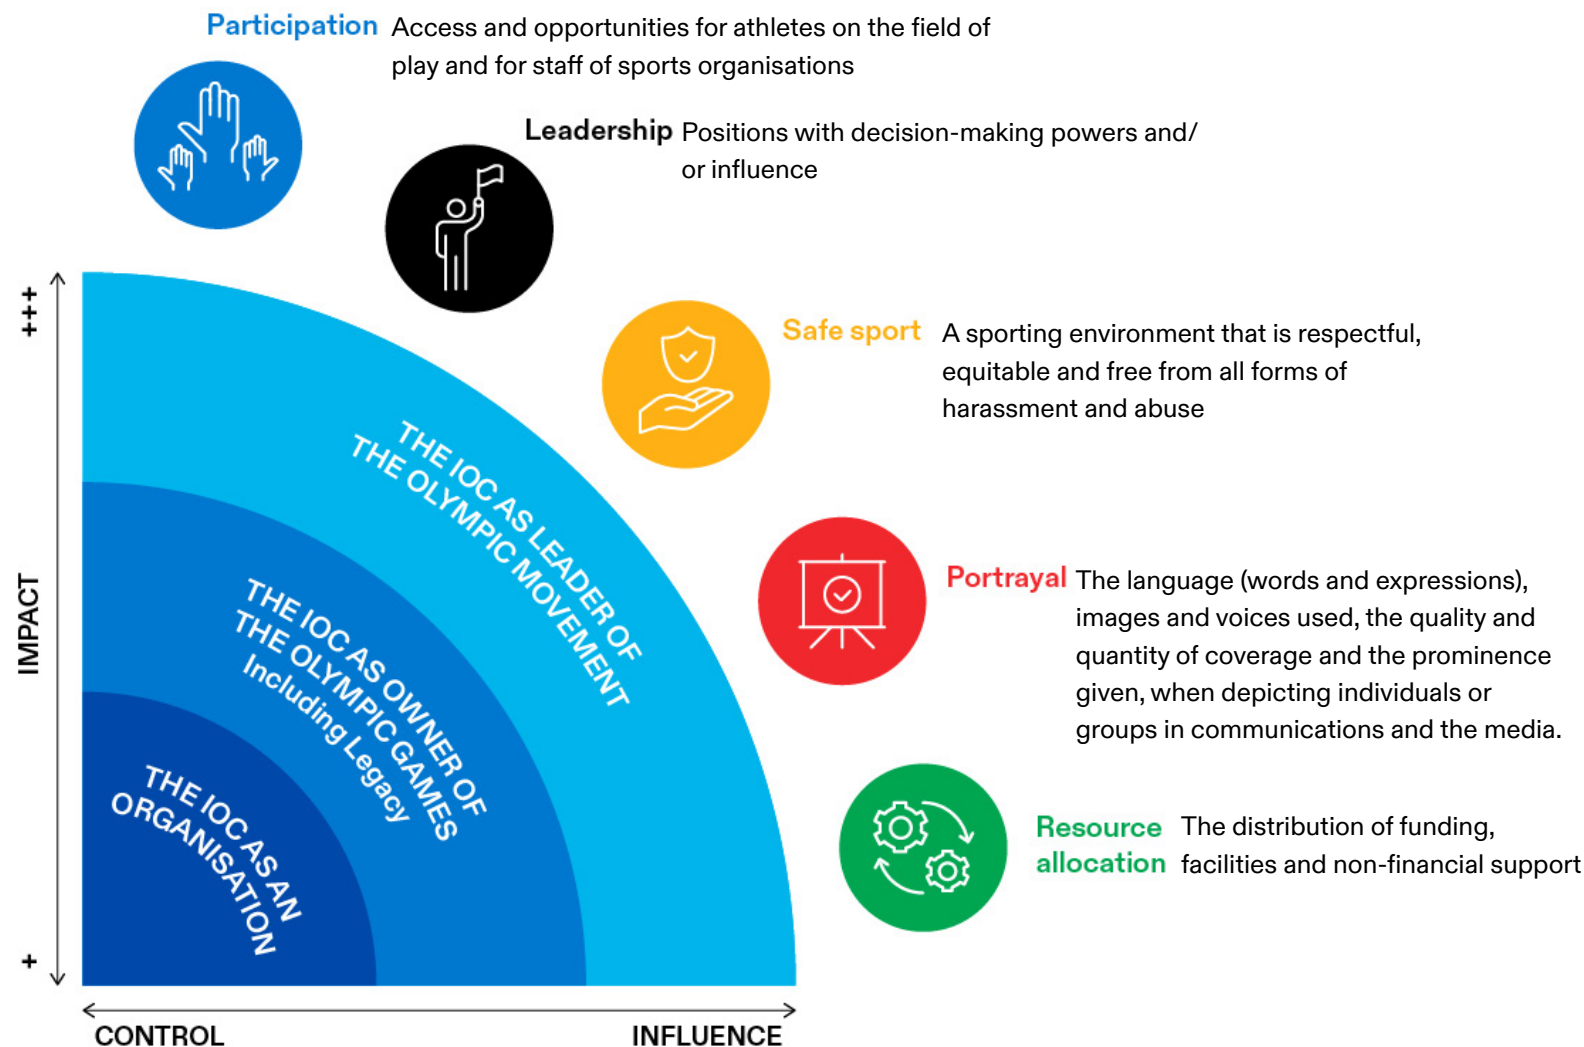 Participation Access and opportunities for athletes on the field of
play and for staff of sports organisations
Leadership Positions with decision-making powers and/
or influence
Safe sport A sporting environment that is respectful,
equitable and free from all forms of
harassment and abuse
Portrayal The language (words and expressions),
images and voices used, the quality and
quantity of coverage and the prominence
given, when depicting individuals or
groups in communications and the media.
Resource
allocation
The distribution of funding,
facilities and non-financial support
+++
IMPACT
+
THE IOC AS LEADER OF
THE OLYMPIC MOVEMENT
THE IOC AS OWNER OF
THE OLYMPIC GAMES
Including Legacy
THE IOC AS AN
ORGANISATION
CONTROL
INFLUENCE